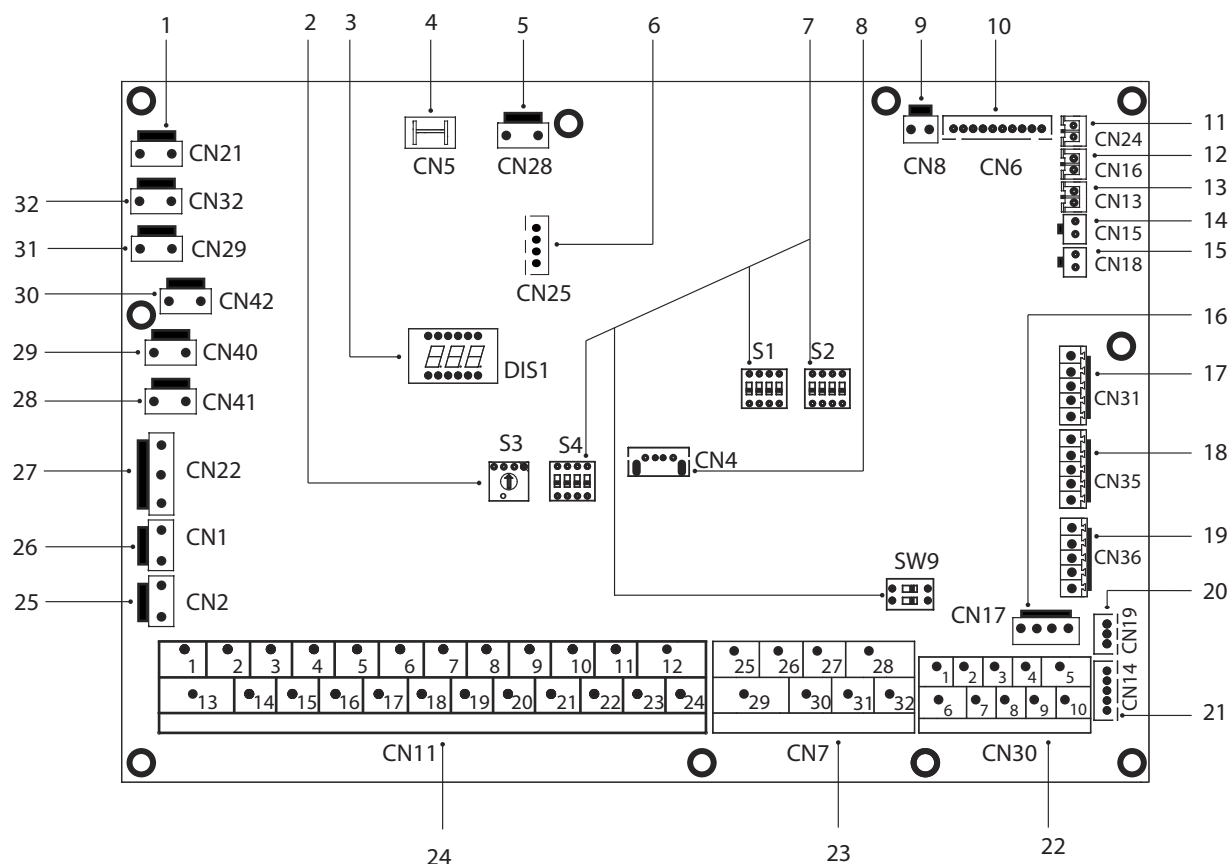 1 2 3 4 5 6 7 8 9 10
CN21
CN5
CN28
CN8
CN6
CN24
11
CN16
12
CN13
13
CN15
14
CN18
15
32
CN32
31
CN29
30
CN42
CN25
29
CN40
888
DIS1
S1
S2
16
28
CN41
CN31
17
27
CN22
S3
S4
CN4
CN35
18
26
CN1
CN36
19
25
CN2
SW9
CN17
CN19
20
1 2 3 4 5 6 7 8 9 10 11 12
13 14 15 16 17 18 19 20 21 22 23 24
CN11
25 26 27 28
29 30 31 32
CN7
1 2 3 4 5
6 7 8 9 10
CN30
CN14
21
24
23
22